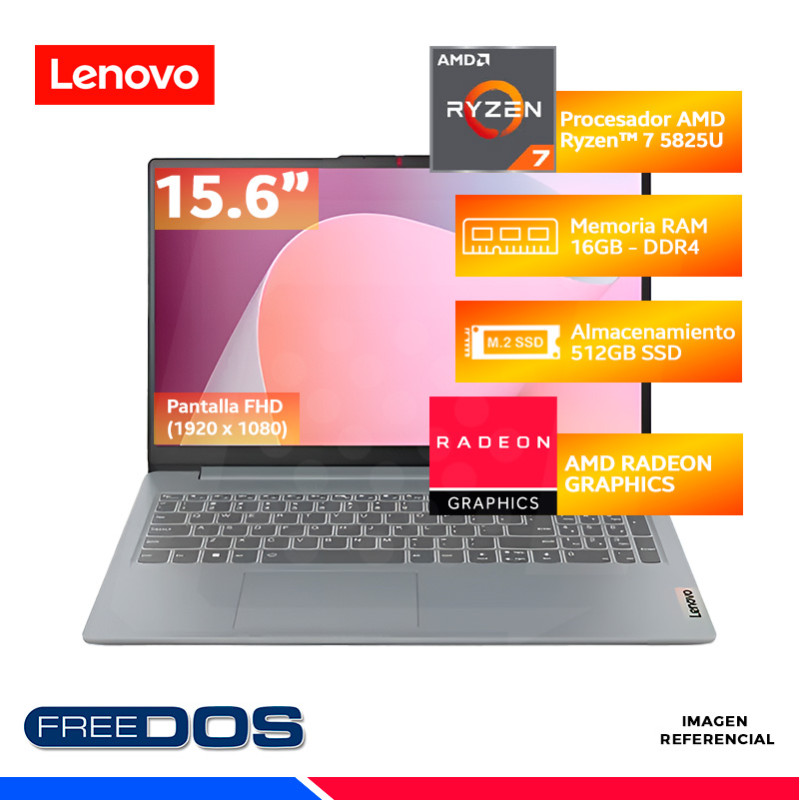 Lenovo
AMD
RYZEN
7
Procesador AMD
Ryzen™ 7 5825U
15.6”
Memoria RAM
16GB - DDR4
M.2 SSD
Almacenamiento
512GB SSD
Pantalla FHD
(1920 x 1080)
RADEON
GRAPHICS
AMD RADEON
GRAPHICS
Lenovo
FREEDOS
IMAGEN
REFERENCIAL